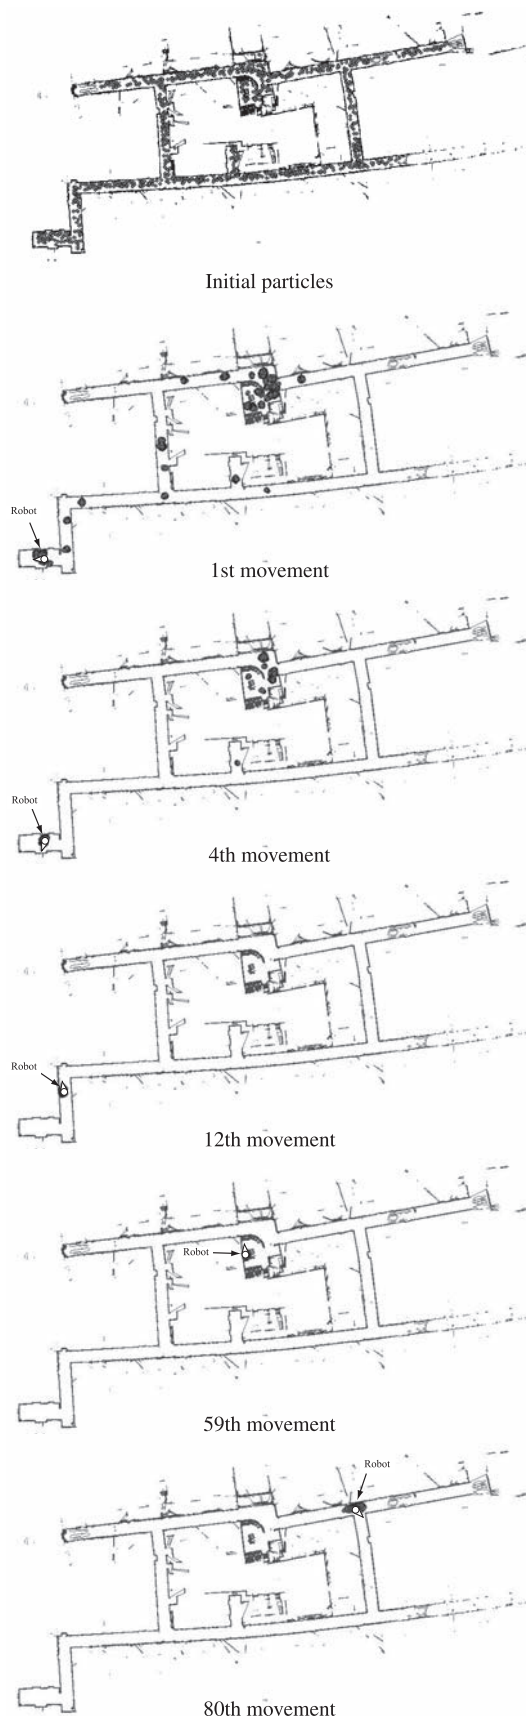 Initial particles
Robot
1st movement
Robot
4th movement
Robot
12th movement
Robot
59th movement
Robot
80th movement